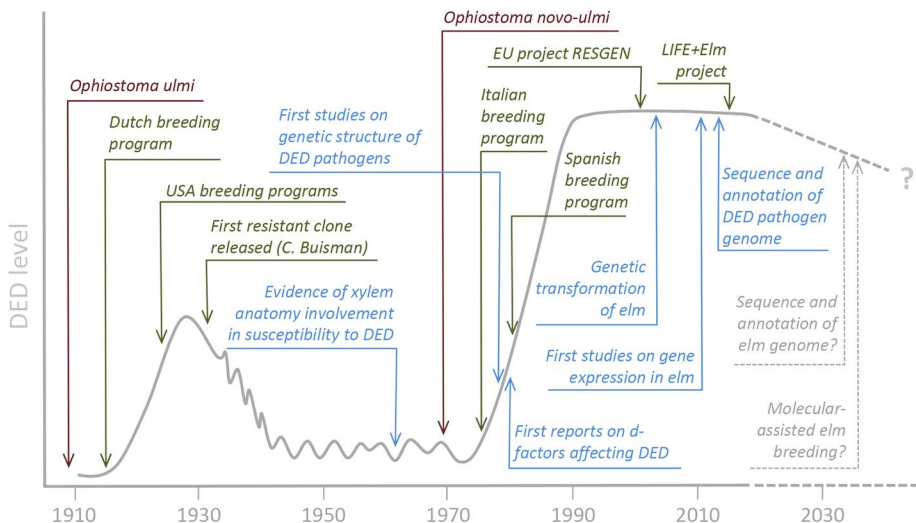 Ophiostoma novo-ulmi
EU project RESGEN
LIFE+Elm
project
Ophiostoma ulmi
First studies on
genetic structure of
DED pathogens
Italian
breeding
program
Dutch breeding
program
Spanish
breeding
program
Sequence and
annotation of
DED pathogen
genome
?
USA breeding programs
First resistant clone
released (C. Buisman)
Evidence of xylem
anatomy involvement
in susceptibility to DED
Genetic
transformation
of elm
Sequence and
annotation of
elm genome?
First studies on gene
expression in elm
Molecular-
assisted elm
breeding?
First reports on d-
factors affecting DED
DED level
1910 1930 1950 1970 1990 2010 2030